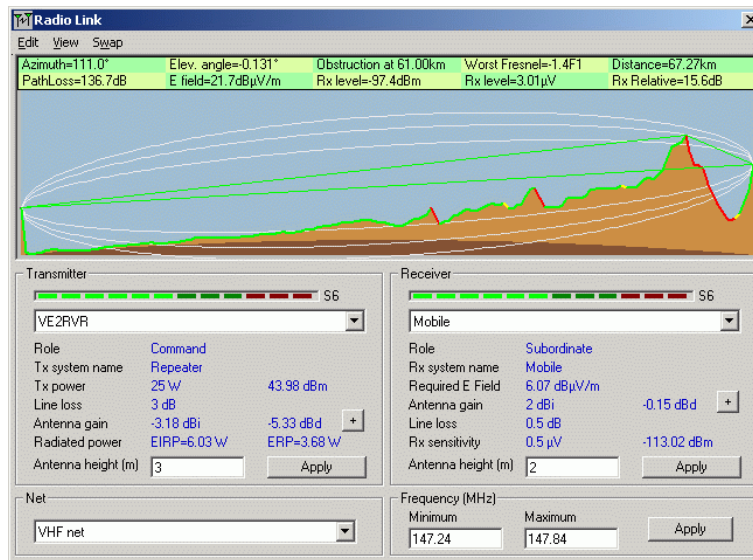 Radio Link
Edit View Swap
Azimuth=111.0° Elev. angle=-0.131° Obstruction at 61.00km Worst Fresnel=-1.4F1 Distance=67.27km
PathLoss=136.7dB E field=21.7dBµV/m Rx level=-97.4dBm Rx level=3.01µV Rx Relative=15.6dB
Transmitter
S6
VE2RVR
Role Command
Tx system name Repeater
Tx power 25 W 43.98 dBm
Line loss 3 dB
Antenna gain -3.18 dBi -5.33 dBd +
Radiated power EIRP=6.03 W ERP=3.68 W
Antenna height (m) 3 Apply
Receiver
S6
Mobile
Role Subordinate
Rx system name Mobile
Required E Field 6.07 dBµV/m
Antenna gain 2 dBi -0.15 dBd +
Line loss 0.5 dB
Rx sensitivity 0.5 µV -113.02 dBm
Antenna height (m) 2 Apply
Net
VHF net
Frequency (MHz)
Minimum Maximum
147.24 147.84 Apply